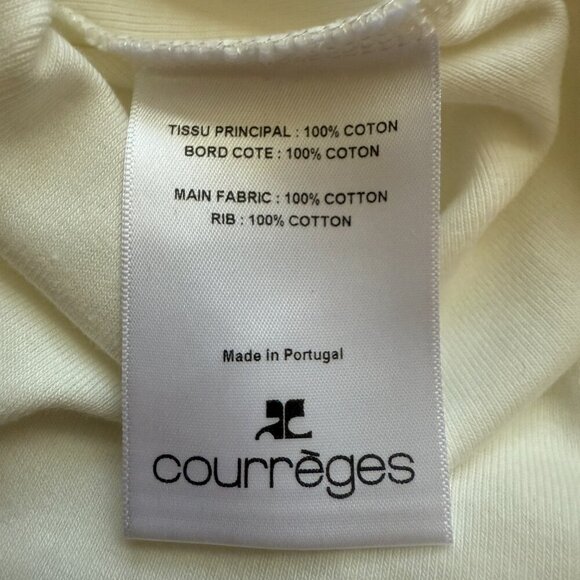 TISSU PRINCIPAL : 100% COTON
BORD COTE : 100% COTON
MAIN FABRIC : 100% COTTON
RIB : 100% COTTON
Made in Portugal
courrèges